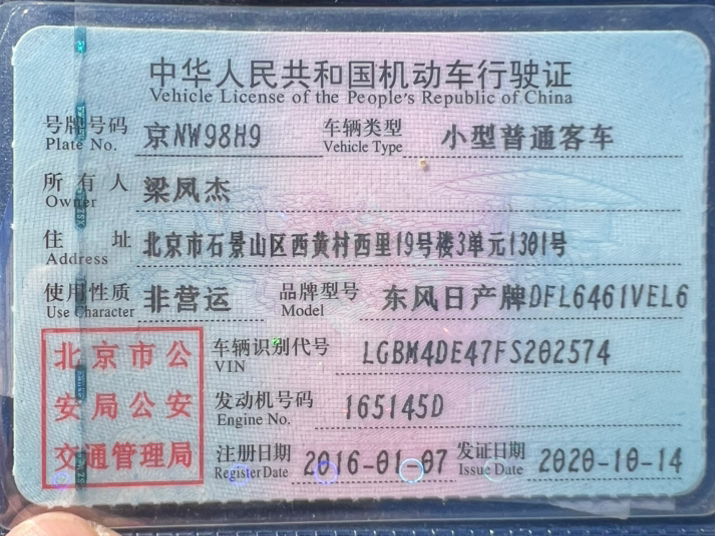 中华人民共和国机动车行驶证
Vehicle License of the People's Republic of China
号牌号码 京NW98H9 车辆类型 小型普通客车
Plate No. Vehicle Type
所有人 梁凤杰
Owner
住址 北京市石景山区西黄村西里19号楼3单元1301号
Address
使用性质 非营运 品牌型号 东风日产牌DFL6461VEL6
Use Character Model
北京市公安局公安交通管理局
车辆识别代号 LGBM4DE47FS202574
VIN
发动机号码 165145D
Engine No.
注册日期 2016-01-07 发证日期 2020-10-14
Register Date Issue Date